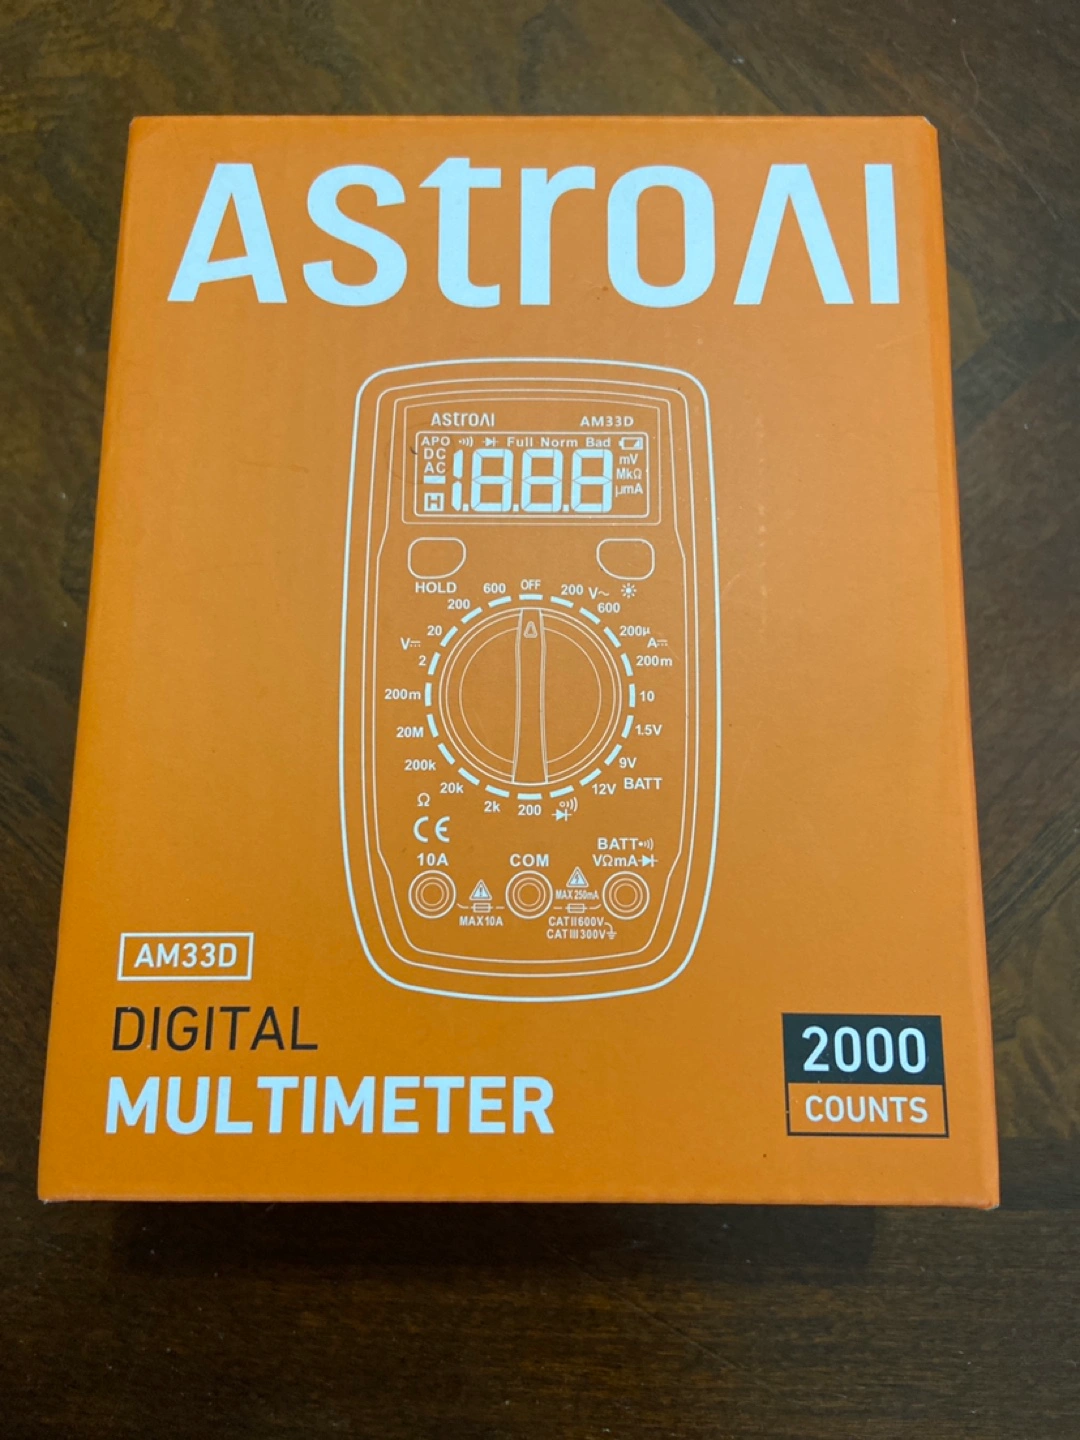 AstroAI
AstroAI AM33D
APO Full Norm Bad
DC
AC
1.8.8.8
mV
MkΩ
μmA
H
HOLD
600 OFF 200 V~
200 600
20 200μ
V⎓ A⎓
2 200m
200m 10
20M 1.5V
200k 9V
20k 12V BATT
2k 200
Ω
CE
BATT
10A COM VΩmA
MAX 250mA
MAX10A CAT II 600V
CAT III 300V
AM33D
DIGITAL
MULTIMETER
2000
COUNTS